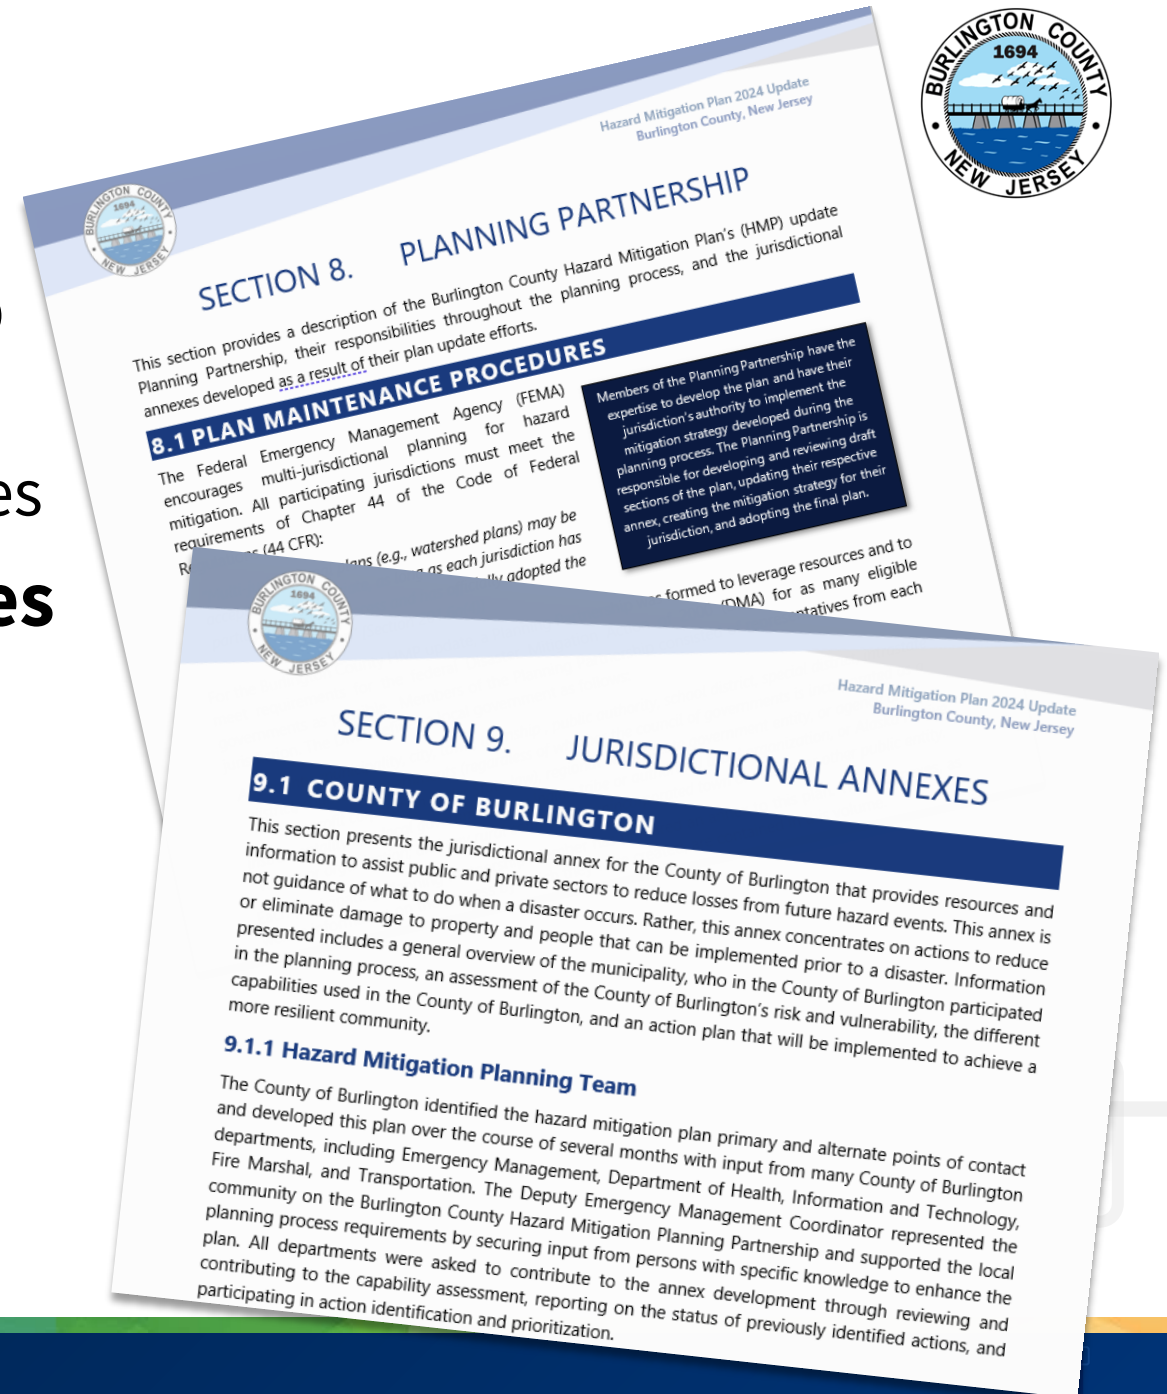 BURLINGTON COUNTY
1694
NEW JERSEY
Hazard Mitigation Plan 2024 Update
Burlington County, New Jersey
BURLINGTON COUNTY
1694
NEW JERSEY
SECTION 8. PLANNING PARTNERSHIP
This section provides a description of the Burlington County Hazard Mitigation Plan's (HMP) update
Planning Partnership, their responsibilities throughout the planning process, and the jurisdictional
annexes developed as a result of their plan update efforts.
8.1 PLAN MAINTENANCE PROCEDURES
The Federal Emergency Management Agency (FEMA)
encourages multi-jurisdictional planning for hazard
mitigation. All participating jurisdictions must meet the
requirements of Chapter 44 of the Code of Federal
(44 CFR):
(e.g., watershed plans) may be
as each jurisdiction has
adopted the
Members of the Planning Partnership have the
expertise to develop the plan and have their
jurisdiction's authority to implement the
mitigation strategy developed during the
planning process. The Planning Partnership is
responsible for developing and reviewing draft
sections of the plan, updating their respective
annex, creating the mitigation strategy for their
jurisdiction, and adopting the final plan.
formed to leverage resources and to
(DMA) for as many eligible
from each
es
es
BURLINGTON COUNTY
1694
NEW JERSEY
Hazard Mitigation Plan 2024 Update
Burlington County, New Jersey
SECTION 9. JURISDICTIONAL ANNEXES
9.1 COUNTY OF BURLINGTON
This section presents the jurisdictional annex for the County of Burlington that provides resources and
information to assist public and private sectors to reduce losses from future hazard events. This annex is
not guidance of what to do when a disaster occurs. Rather, this annex concentrates on actions to reduce
or eliminate damage to property and people that can be implemented prior to a disaster. Information
presented includes a general overview of the municipality, who in the County of Burlington participated
in the planning process, an assessment of the County of Burlington's risk and vulnerability, the different
capabilities used in the County of Burlington, and an action plan that will be implemented to achieve a
more resilient community.
9.1.1 Hazard Mitigation Planning Team
The County of Burlington identified the hazard mitigation plan primary and alternate points of contact
and developed this plan over the course of several months with input from many County of Burlington
departments, including Emergency Management, Department of Health, Information and Technology,
Fire Marshal, and Transportation. The Deputy Emergency Management Coordinator represented the
community on the Burlington County Hazard Mitigation Planning Partnership and supported the local
planning process requirements by securing input from persons with specific knowledge to enhance the
plan. All departments were asked to contribute to the annex development through reviewing and
contributing to the capability assessment, reporting on the status of previously identified actions, and
participating in action identification and prioritization.